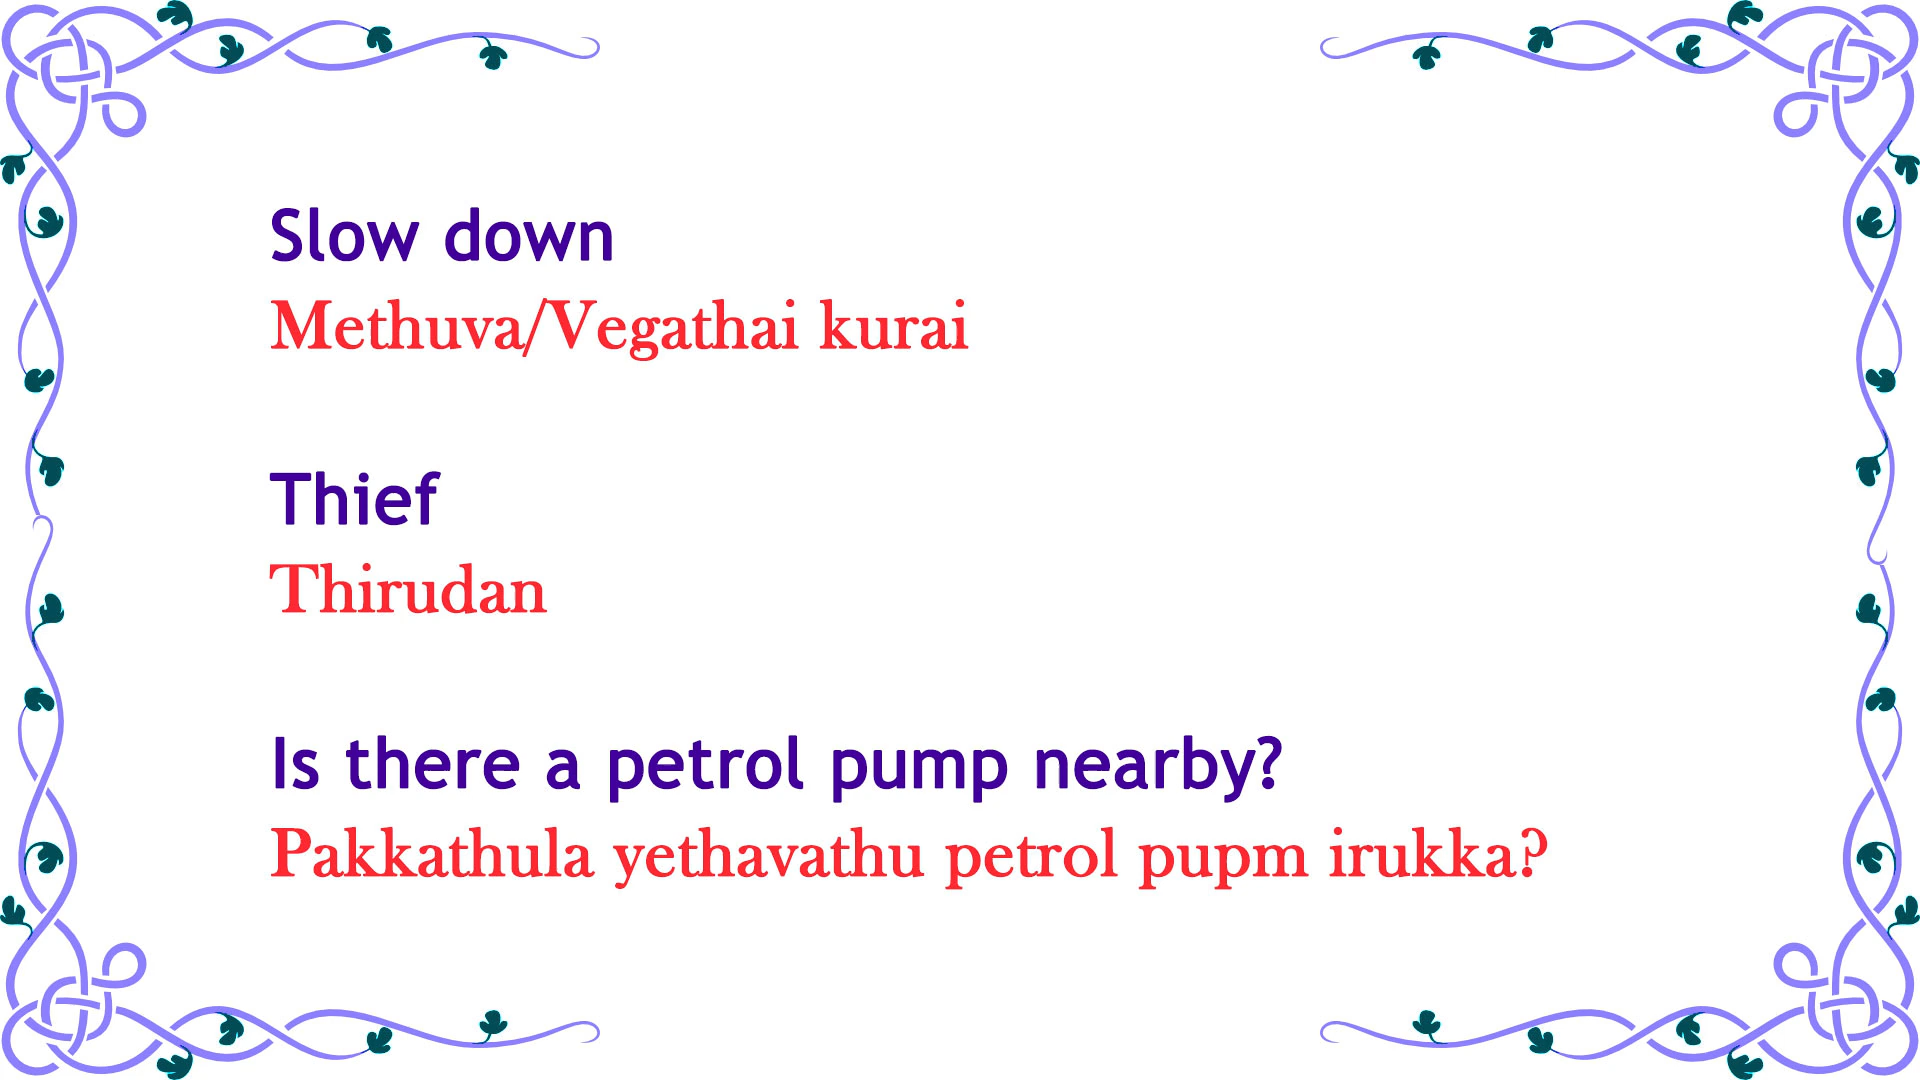 Slow down
Methuva/Vegathai kurai
Thief
Thirudan
Is there a petrol pump nearby?
Pakkathula yethavathu petrol pupm irukka?